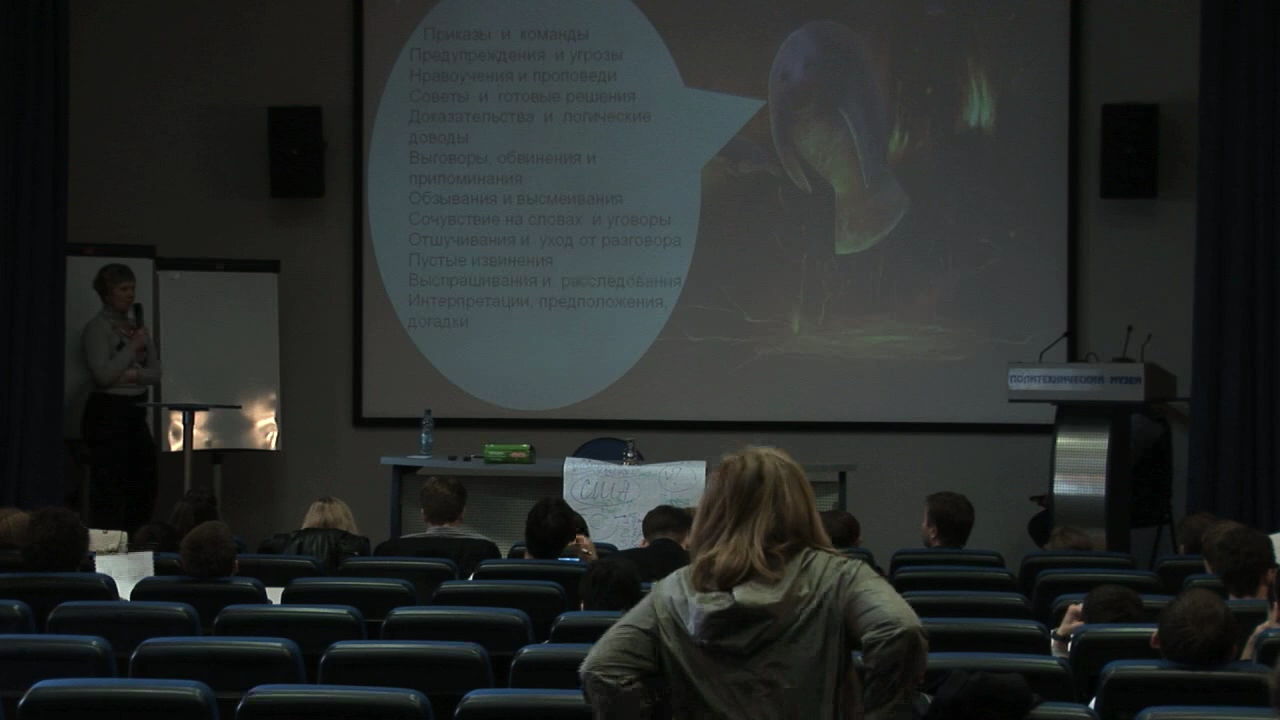 Приказы и команды
Предупреждения и угрозы
Нравоучения и проповеди
Советы и готовые решения
Доказательства и логические
доводы
Выговоры, обвинения и
припоминания
Обзывания и высмеивания
Сочувствие на словах и уговоры
Отшучивания и уход от разговора
Пустые извинения
Выспрашивания и расследования
Интерпретации, предположения,
догадки
ПОЛИТЕХНИЧЕСКИЙ МУЗЕЙ
США